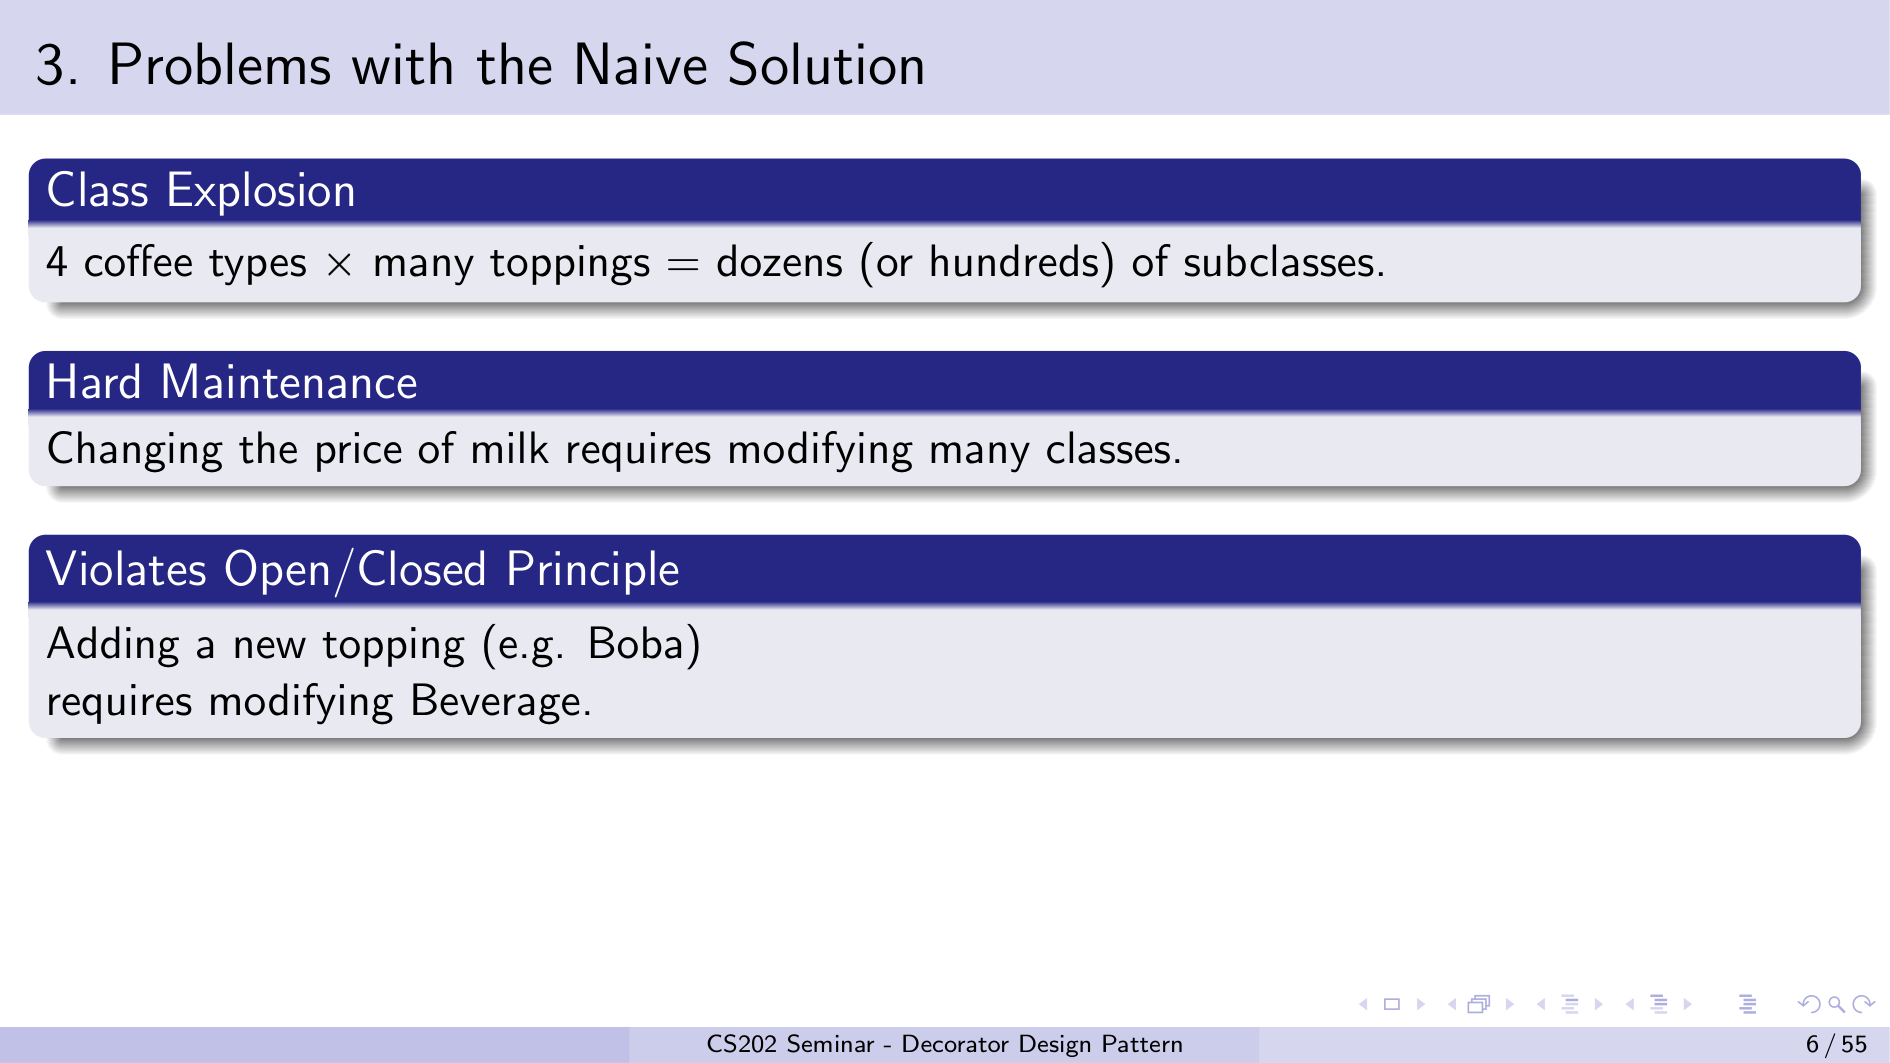 3. Problems with the Naive Solution
Class Explosion
4 coffee types × many toppings = dozens (or hundreds) of subclasses.
Hard Maintenance
Changing the price of milk requires modifying many classes.
Violates Open/Closed Principle
Adding a new topping (e.g. Boba)
requires modifying Beverage.
CS202 Seminar - Decorator Design Pattern
6 / 55